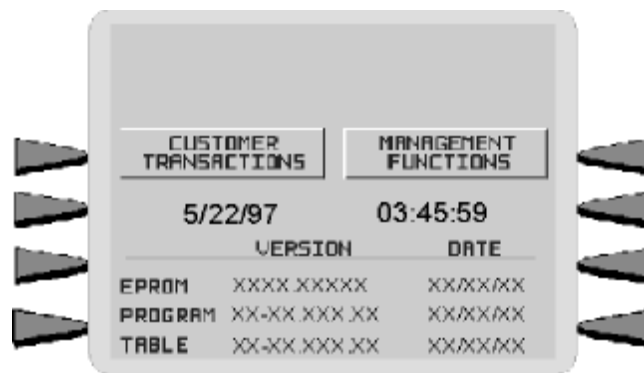 CUSTOMER
TRANSACTIONS
MANAGEMENT
FUNCTIONS
5/22/97 03:45:59
VERSION DATE
EPROM XXXX.XXXXX XX/XX/XX
PROGRAM XX-XX.XXX.XX XX/XX/XX
TABLE XX-XX.XXX.XX XX/XX/XX